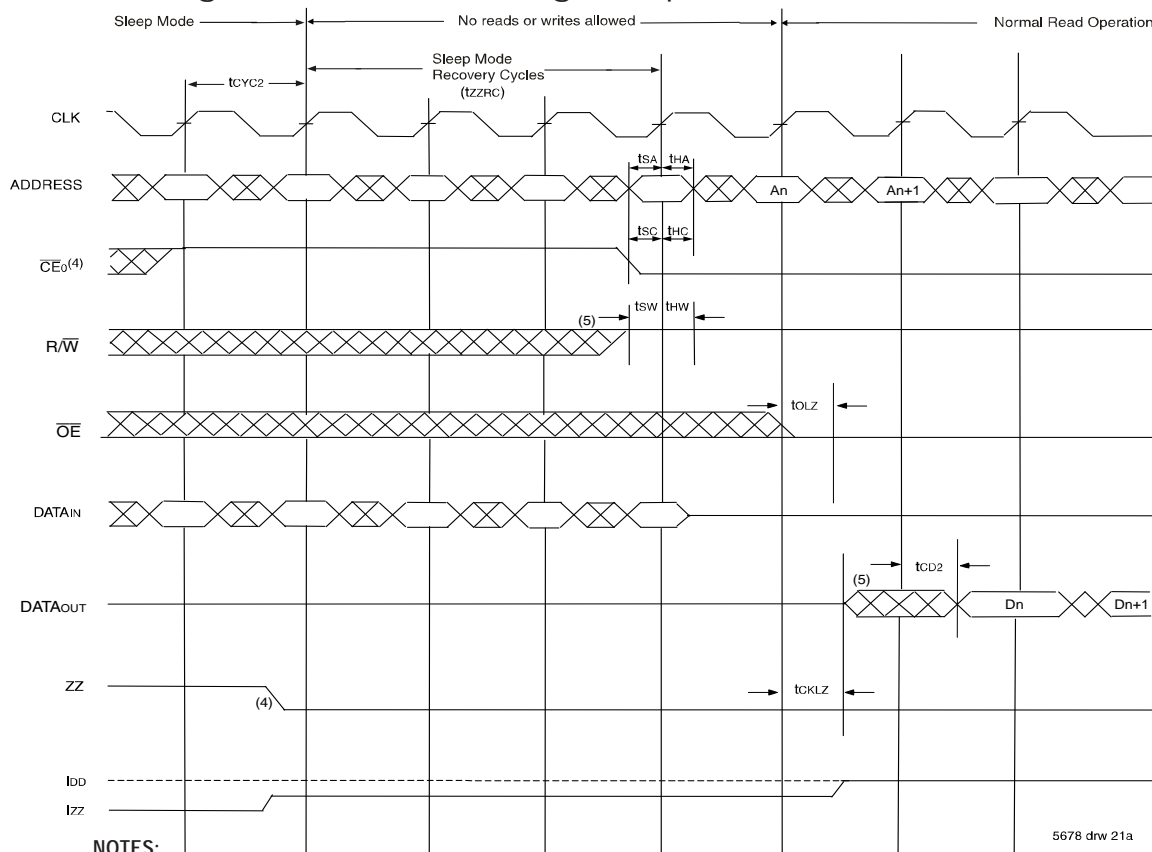 Sleep Mode No reads or writes allowed Normal Read Operation
Sleep Mode
Recovery Cycles
(tZZRC)
tCYC2
CLK
tSA tHA
ADDRESS An An+1
tSC tHC
CE0(4)
(5) tSW tHW
R/W
tOLZ
OE
DATAIN
(5) tCD2
DATAOUT Dn Dn+1
ZZ
(4) tCKLZ
IDD
IZZ
5678 drw 21a
NOTES: